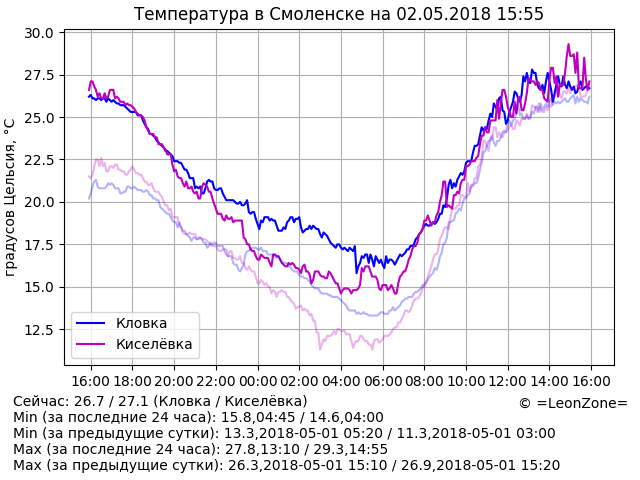 Температура в Смоленске на 02.05.2018 15:55
градусов Цельсия, °C
30.0
27.5
25.0
22.5
20.0
17.5
15.0
12.5
Кловка
Киселёвка
16:00 18:00 20:00 22:00 00:00 02:00 04:00 06:00 08:00 10:00 12:00 14:00 16:00
Сейчас: 26.7 / 27.1 (Кловка / Киселёвка)
© =LeonZone=
Min (за последние 24 часа): 15.8,04:45 / 14.6,04:00
Min (за предыдущие сутки): 13.3,2018-05-01 05:20 / 11.3,2018-05-01 03:00
Max (за последние 24 часа): 27.8,13:10 / 29.3,14:55
Max (за предыдущие сутки): 26.3,2018-05-01 15:10 / 26.9,2018-05-01 15:20